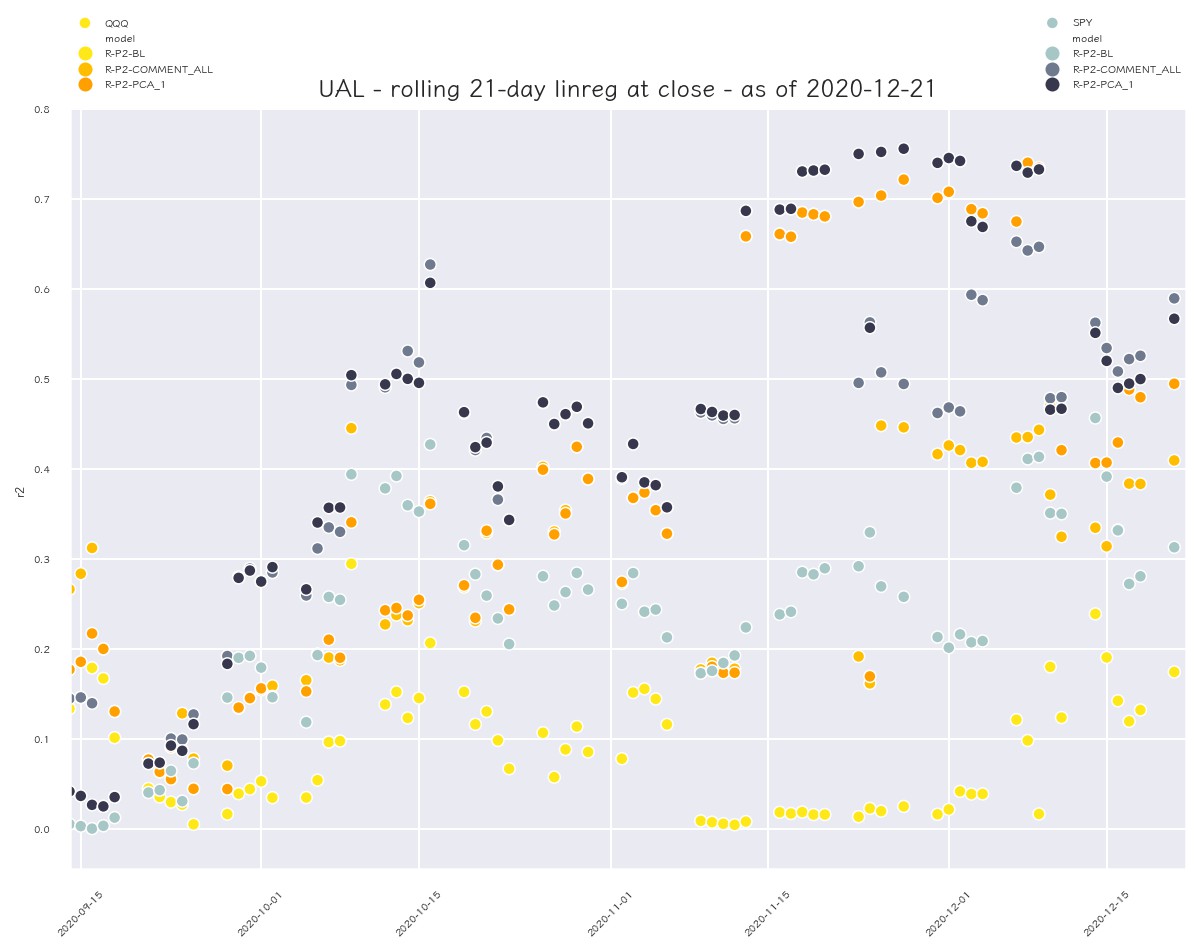 QQQ
model
R-P2-BL
R-P2-COMMENT_ALL
R-P2-PCA_1
SPY
model
R-P2-BL
R-P2-COMMENT_ALL
R-P2-PCA_1
UAL - rolling 21-day linreg at close - as of 2020-12-21
0.8
0.7
0.6
0.5
0.4
0.3
0.2
0.1
0.0
r2
2020-09-15
2020-10-01
2020-10-15
2020-11-01
2020-11-15
2020-12-01
2020-12-15